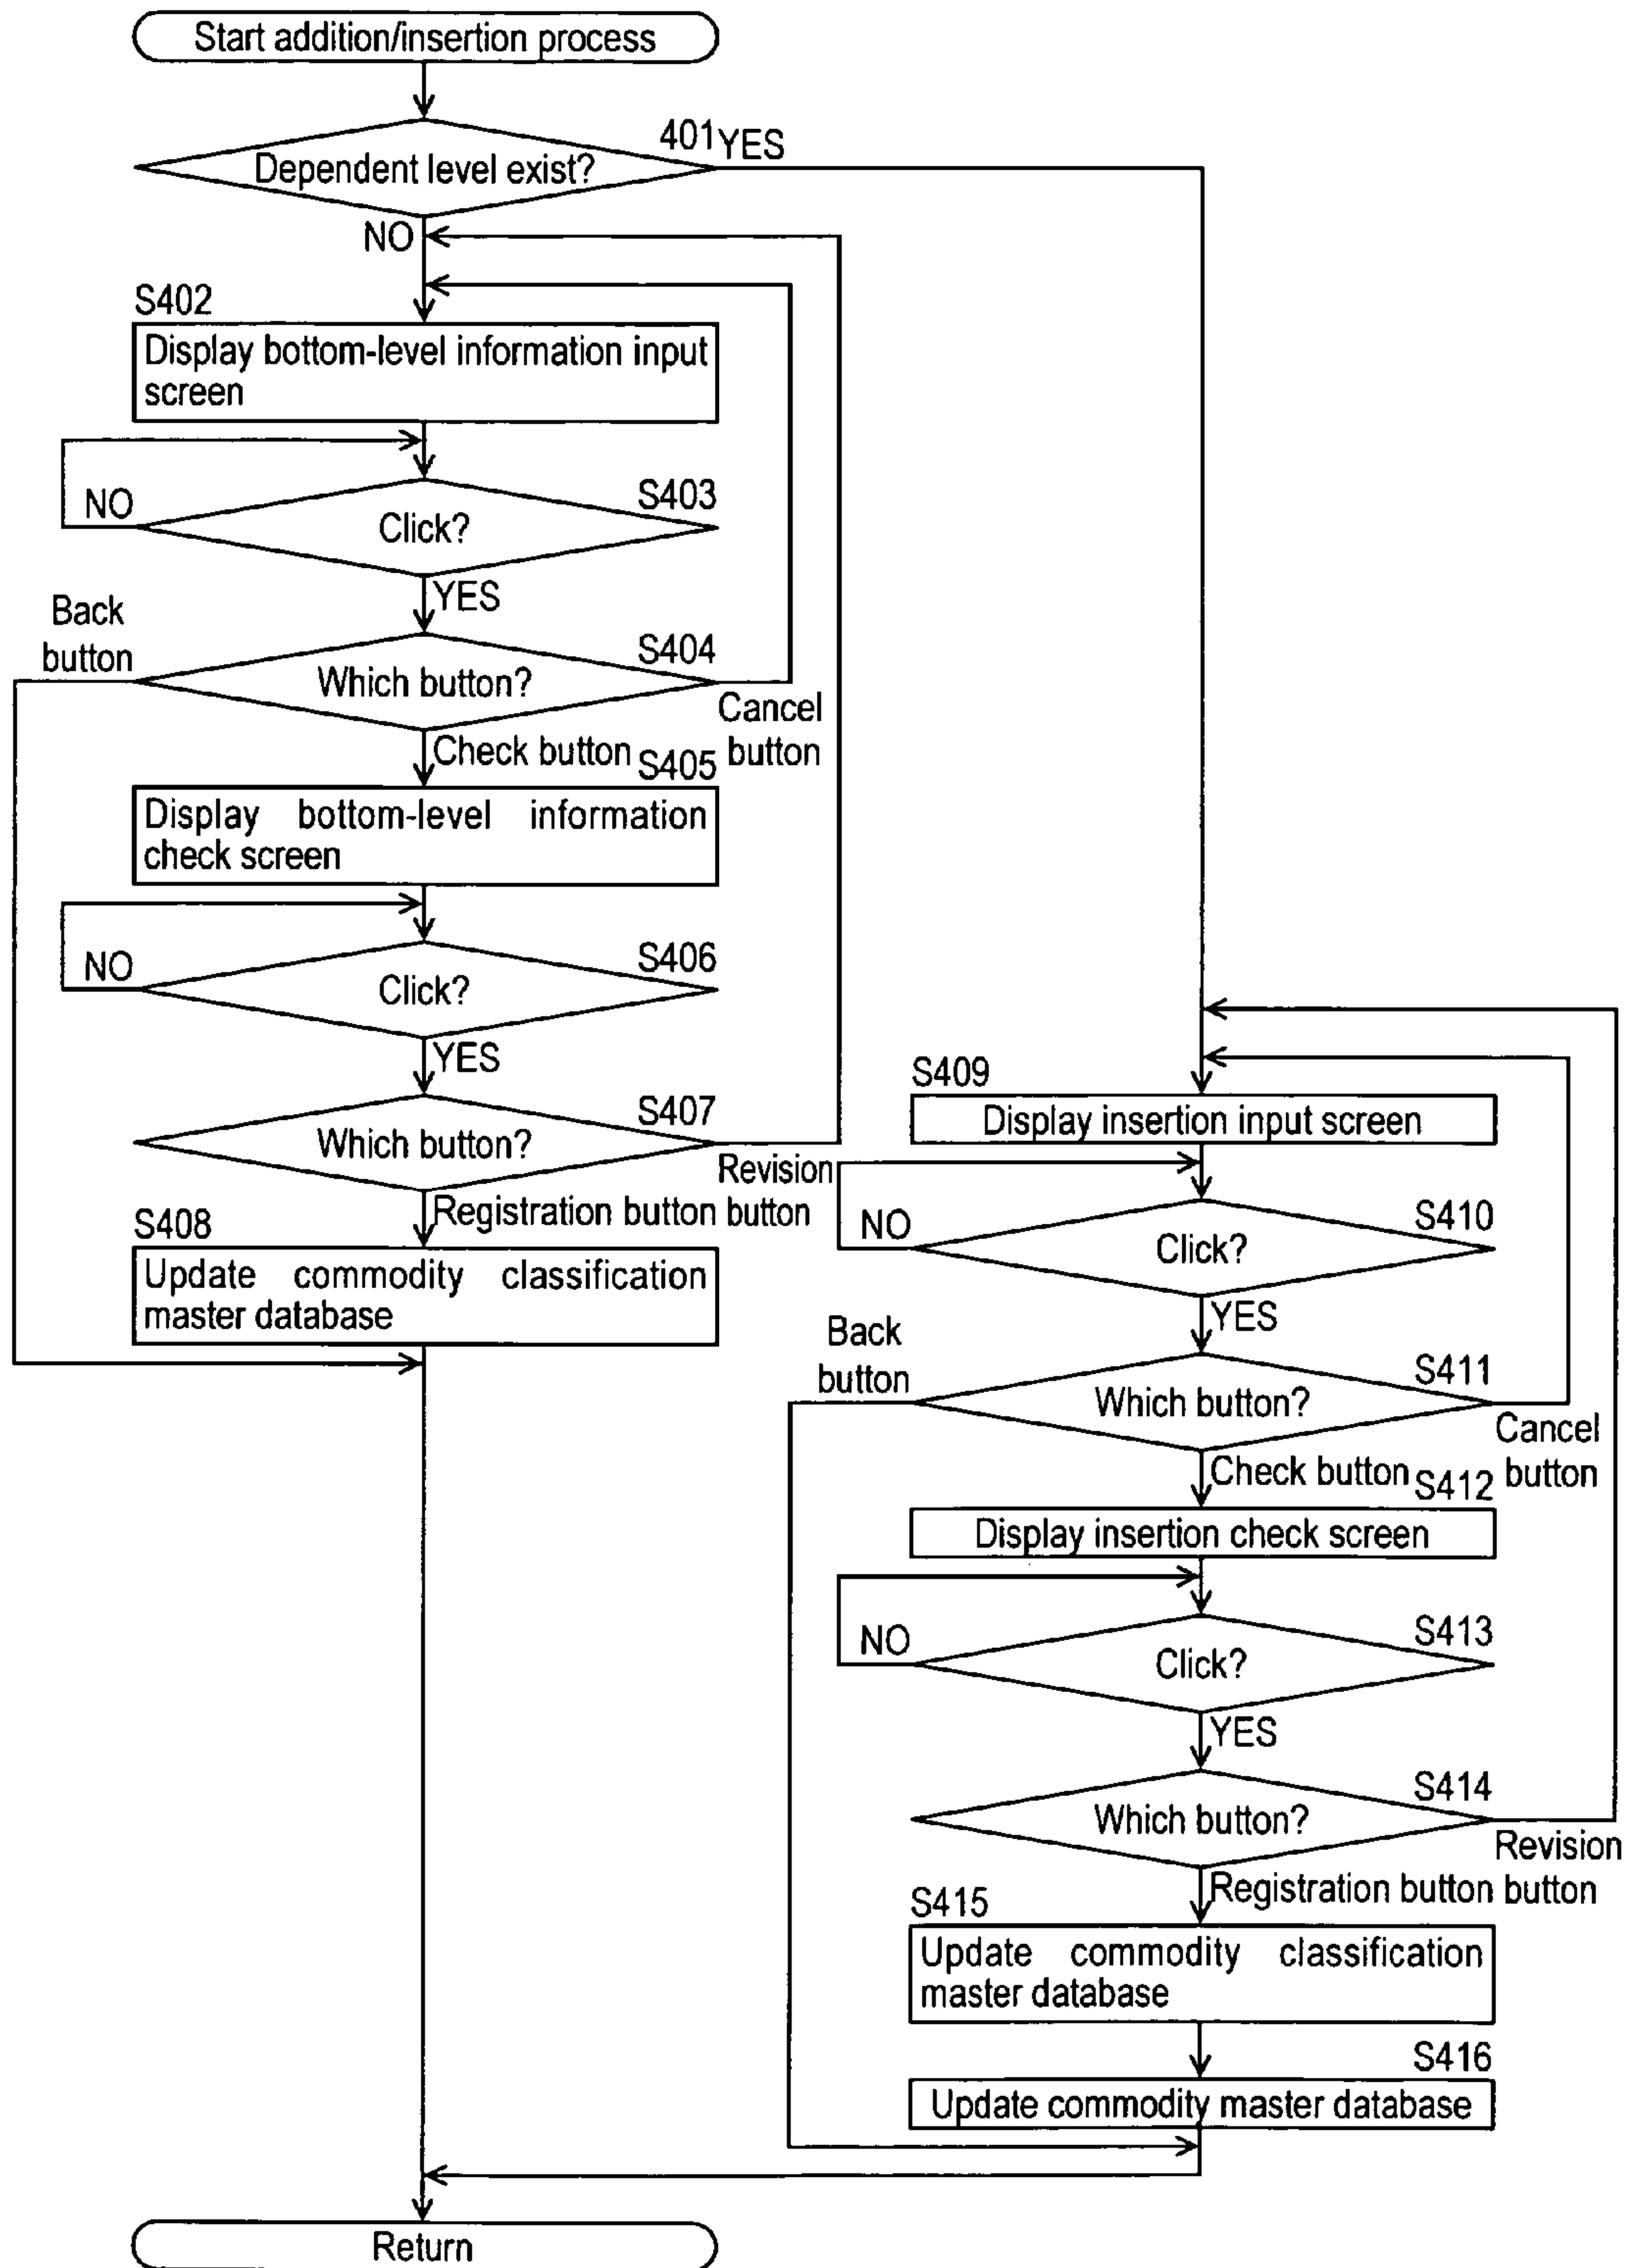 Start addition/insertion process
401
YES
Dependent level exist?
NO
S402
Display bottom-level information input
screen
S403
NO
Click?
YES
Back
button
S404
Which button?
Cancel
button
Check button
S405
Display bottom-level information
check screen
S406
NO
Click?
YES
S407
Which button?
Revision
button
Registration button
S408
Update commodity classification
master database
S409
Display insertion input screen
S410
NO
Click?
YES
Back
button
S411
Which button?
Cancel
button
Check button
S412
Display insertion check screen
S413
NO
Click?
YES
S414
Which button?
Revision
button
Registration button
S415
Update commodity classification
master database
S416
Update commodity master database
Return